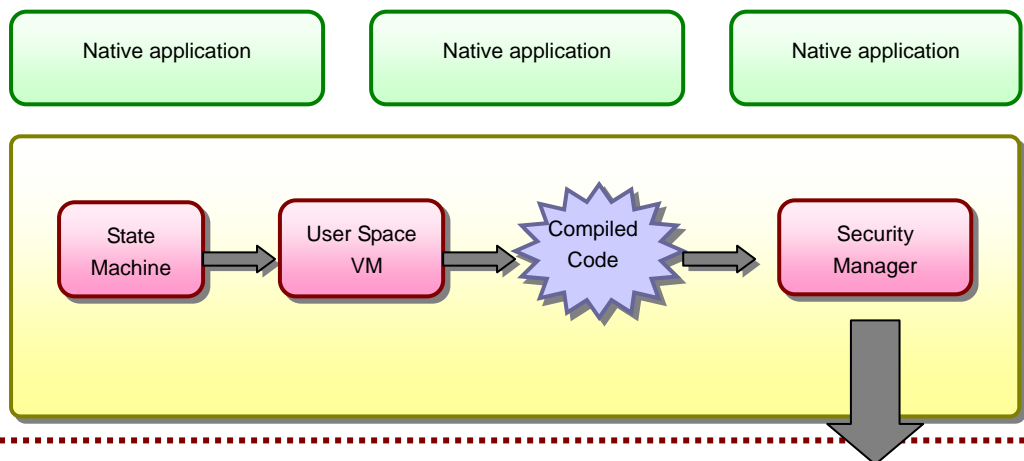 Native application
Native application
Native application
State
Machine
User Space
VM
Compiled
Code
Security
Manager